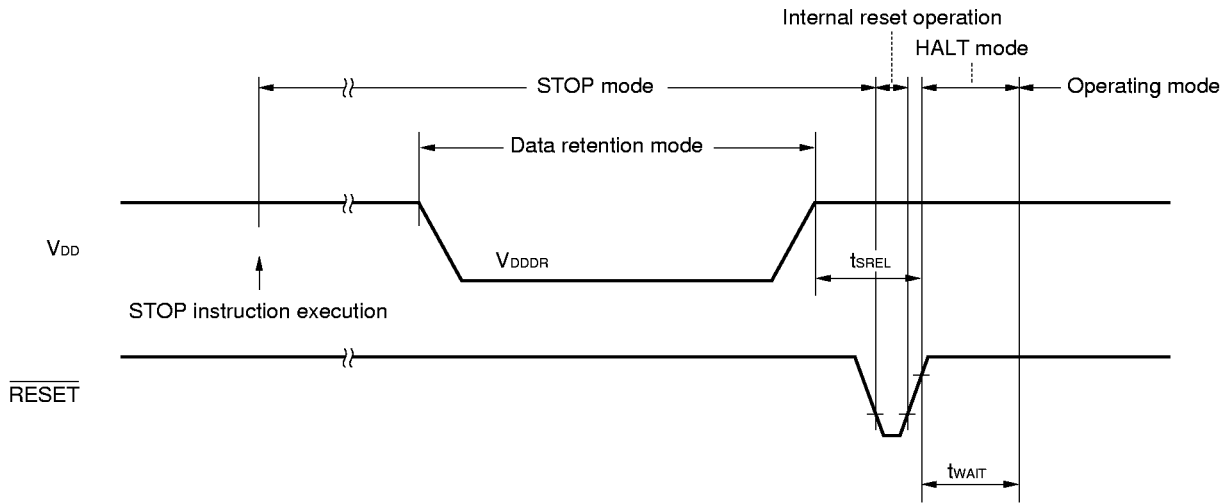 Internal reset operation
HALT mode
STOP mode
Operating mode
Data retention mode
VDD
VDDDR
tSREL
STOP instruction execution
RESET
tWAIT